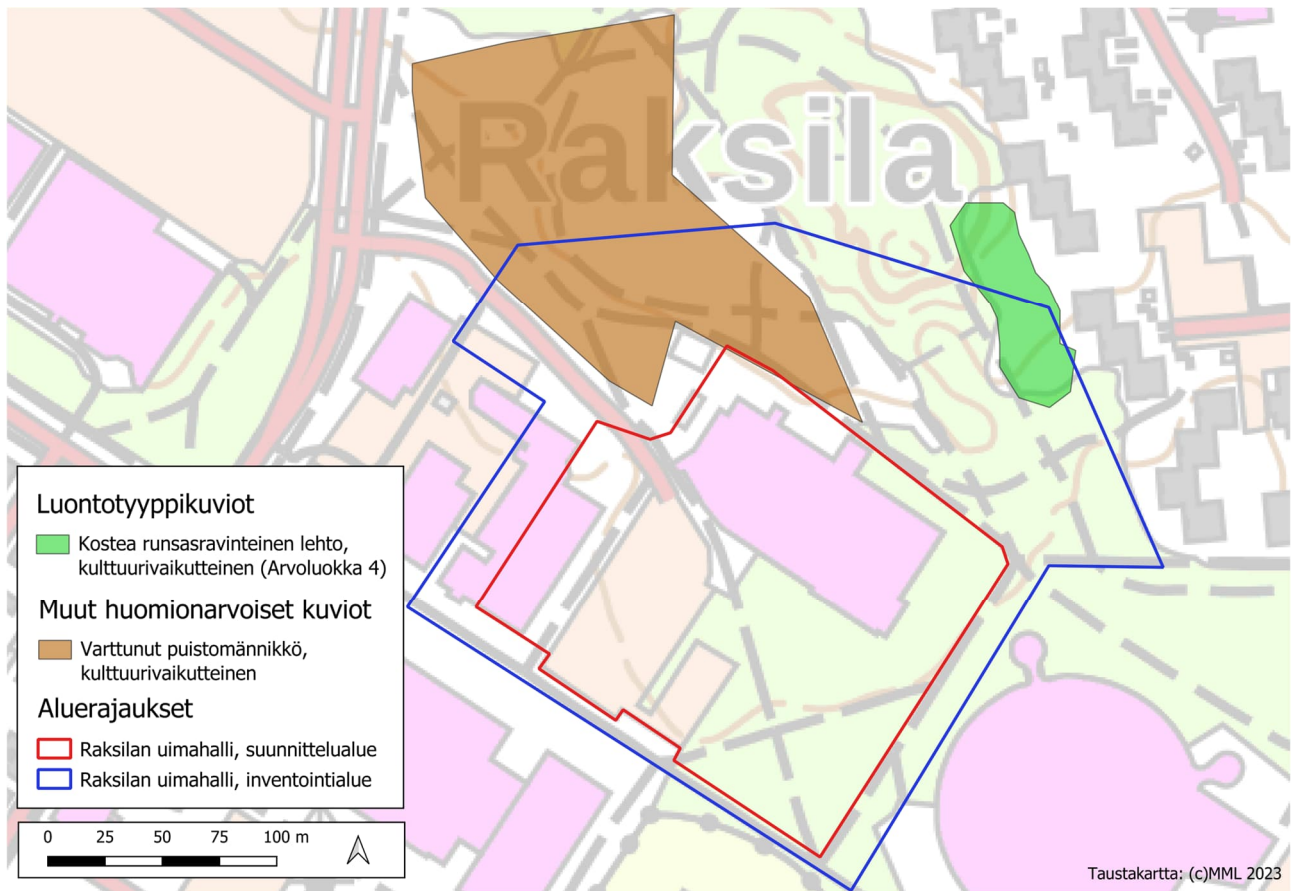 Raksila
Luontotyyppikuviot
Kostea runsasravinteinen lehto,
kulttuurivaikutteinen (Arvoluokka 4)
Muut huomionarvoiset kuviot
Varttunut puistomännikkö,
kulttuurivaikutteinen
Aluerajaukset
Raksilan uimahalli, suunnittelualue
Raksilan uimahalli, inventointialue
0 25 50 75 100 m
Taustakartta: (c)MML 2023